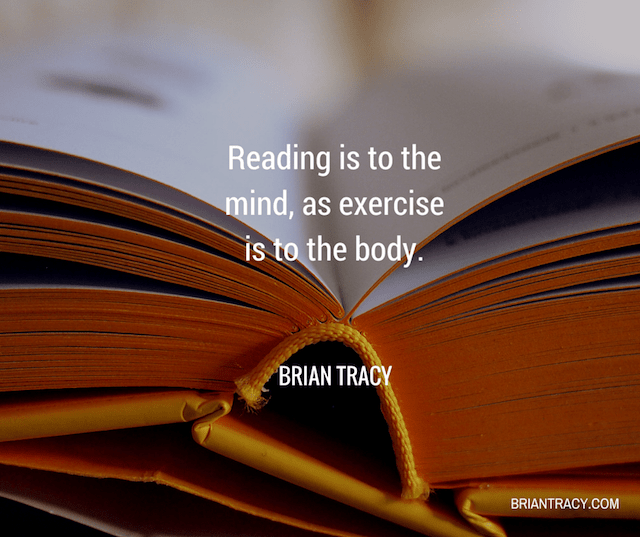 Reading is to the
mind, as exercise
is to the body.
BRIAN TRACY
BRIANTRACY.COM